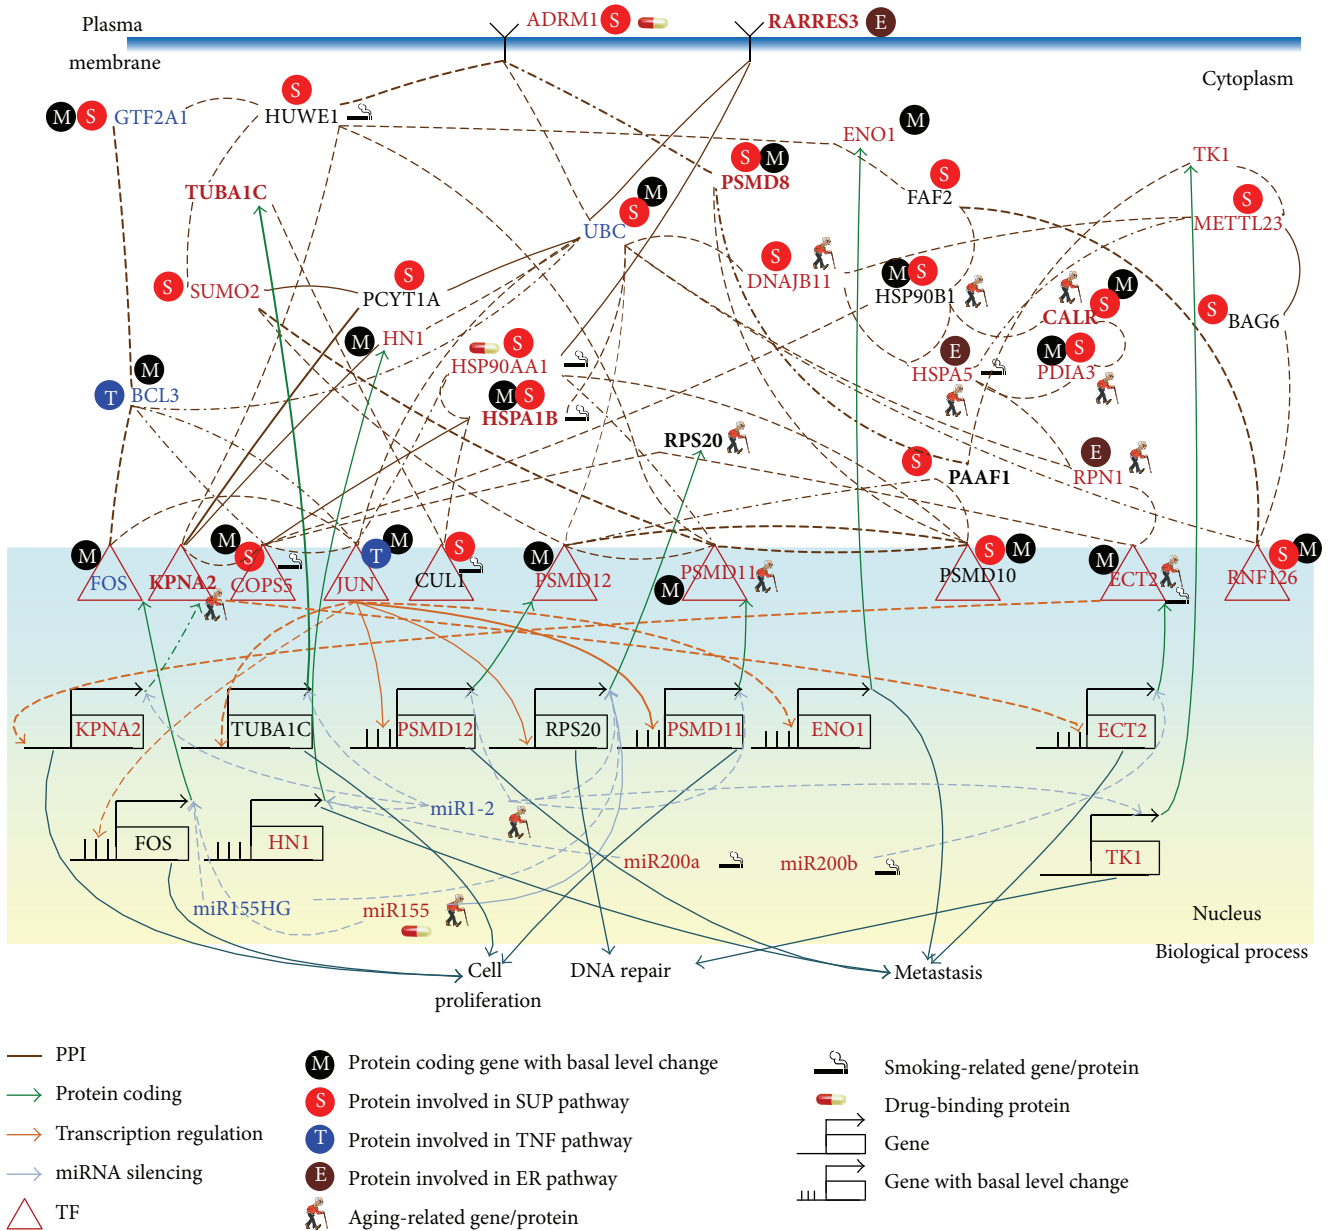 Plasma
membrane
ADRM1 S
RARRES3 E
Cytoplasm
M S GTF2A1
S
HUWE1
ENO1 M
TK1
S M
PSMD8
S
FAF2
TUBA1C
M
S
UBC
S
METTL23
S
DNAJB11
S SUMO2
S
PCYT1A
M S
HSP90B1
M
S
CALR
S BAG6
M HN1
S
HSP90AA1
E
HSPA5
M S
PDIA3
M
T BCL3
M S
HSPA1B
RPS20
S
PAAF1
E
RPN1
M
FOS
KPNA2
M
S
COPS5
T M
JUN
S
CUL1
M
PSMD12
PSMD11
M
S M
PSMD10
M
ECT2
S M
RNF126
KPNA2
TUBA1C
PSMD12
RPS20
PSMD11
ENO1
ECT2
FOS
HN1
miR1-2
TK1
miR200a
miR200b
miR155HG
miR155
Nucleus
Biological process
Cell
proliferation
DNA repair
Metastasis
PPI
Protein coding
Transcription regulation
miRNA silencing
TF
M Protein coding gene with basal level change
S Protein involved in SUP pathway
T Protein involved in TNF pathway
E Protein involved in ER pathway
Aging-related gene/protein
Smoking-related gene/protein
Drug-binding protein
Gene
Gene with basal level change